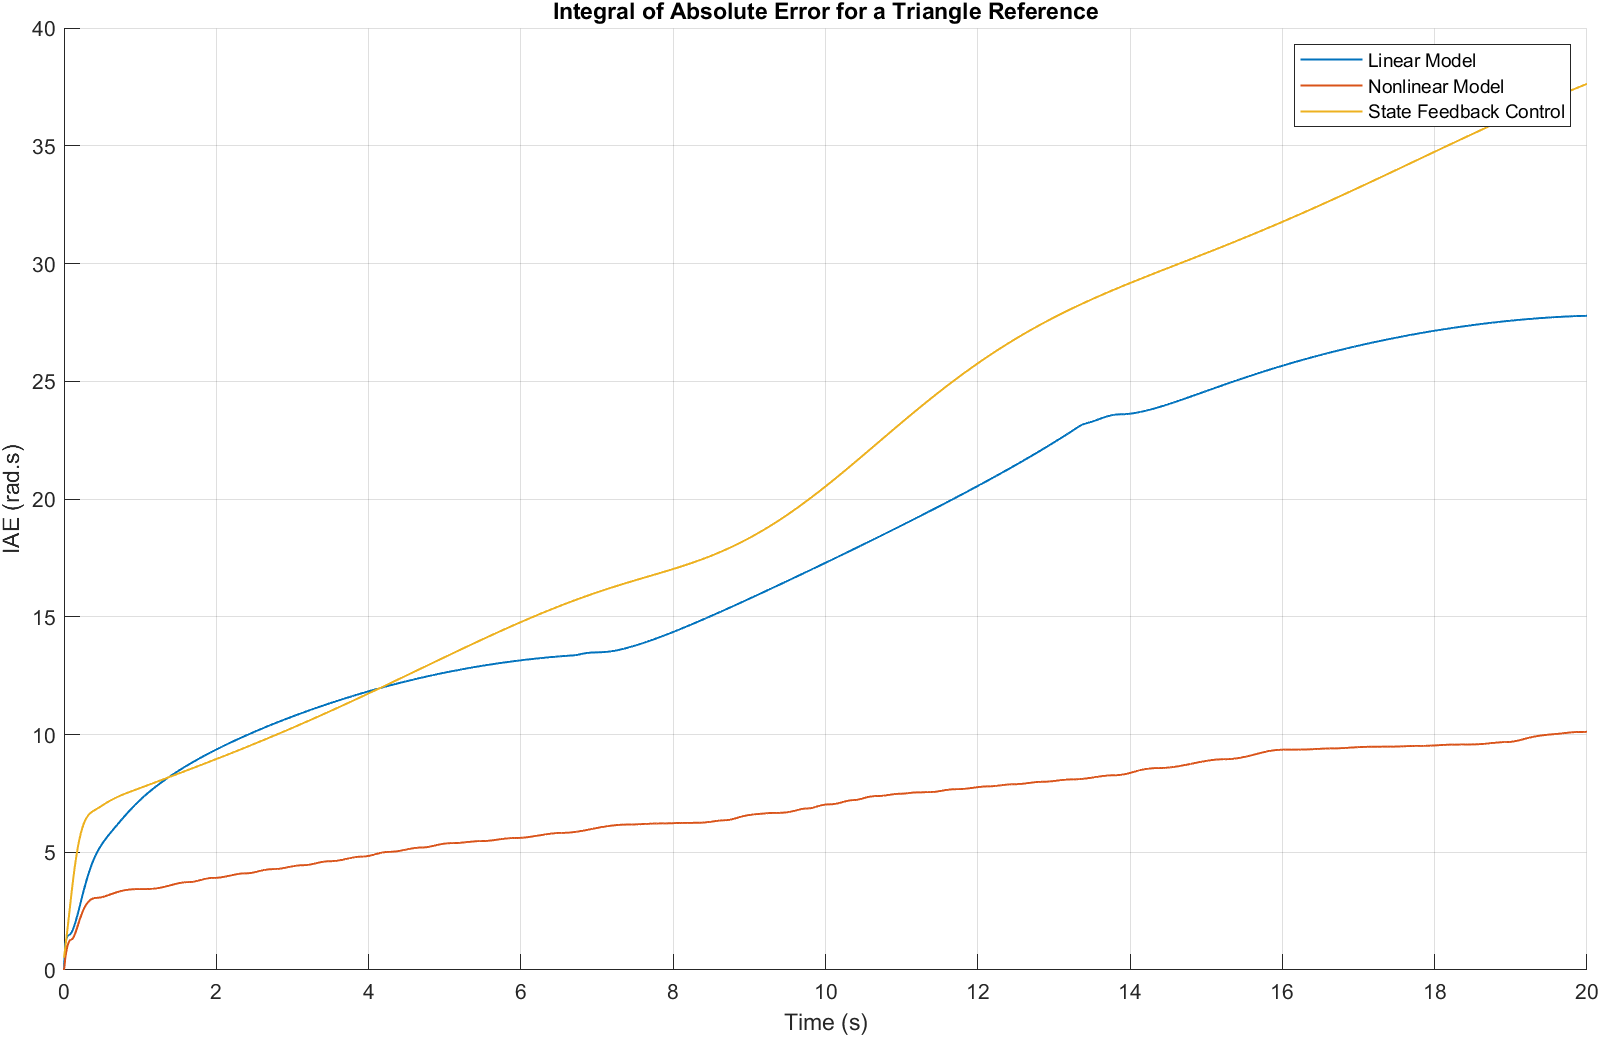 Integral of Absolute Error for a Triangle Reference
40
35
30
25
20
15
10
5
0
IAE (rad.s)
Linear Model
Nonlinear Model
State Feedback Control
0 2 4 6 8 10 12 14 16 18 20
Time (s)